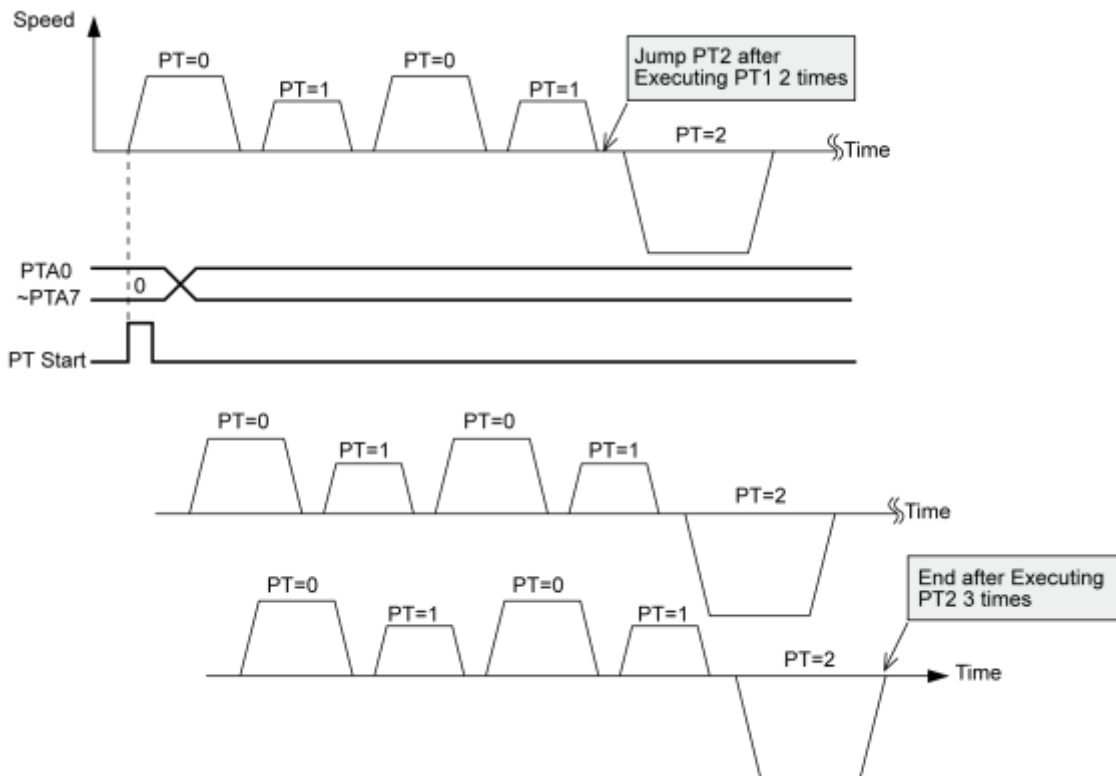 Speed
PT=0
PT=1
PT=0
PT=1
Jump PT2 after
Executing PT1 2 times
PT=2
Time
PTA0
~PTA7
0
PT Start
PT=0
PT=1
PT=0
PT=1
PT=2
Time
PT=0
PT=1
PT=0
PT=1
PT=2
End after Executing
PT2 3 times
Time